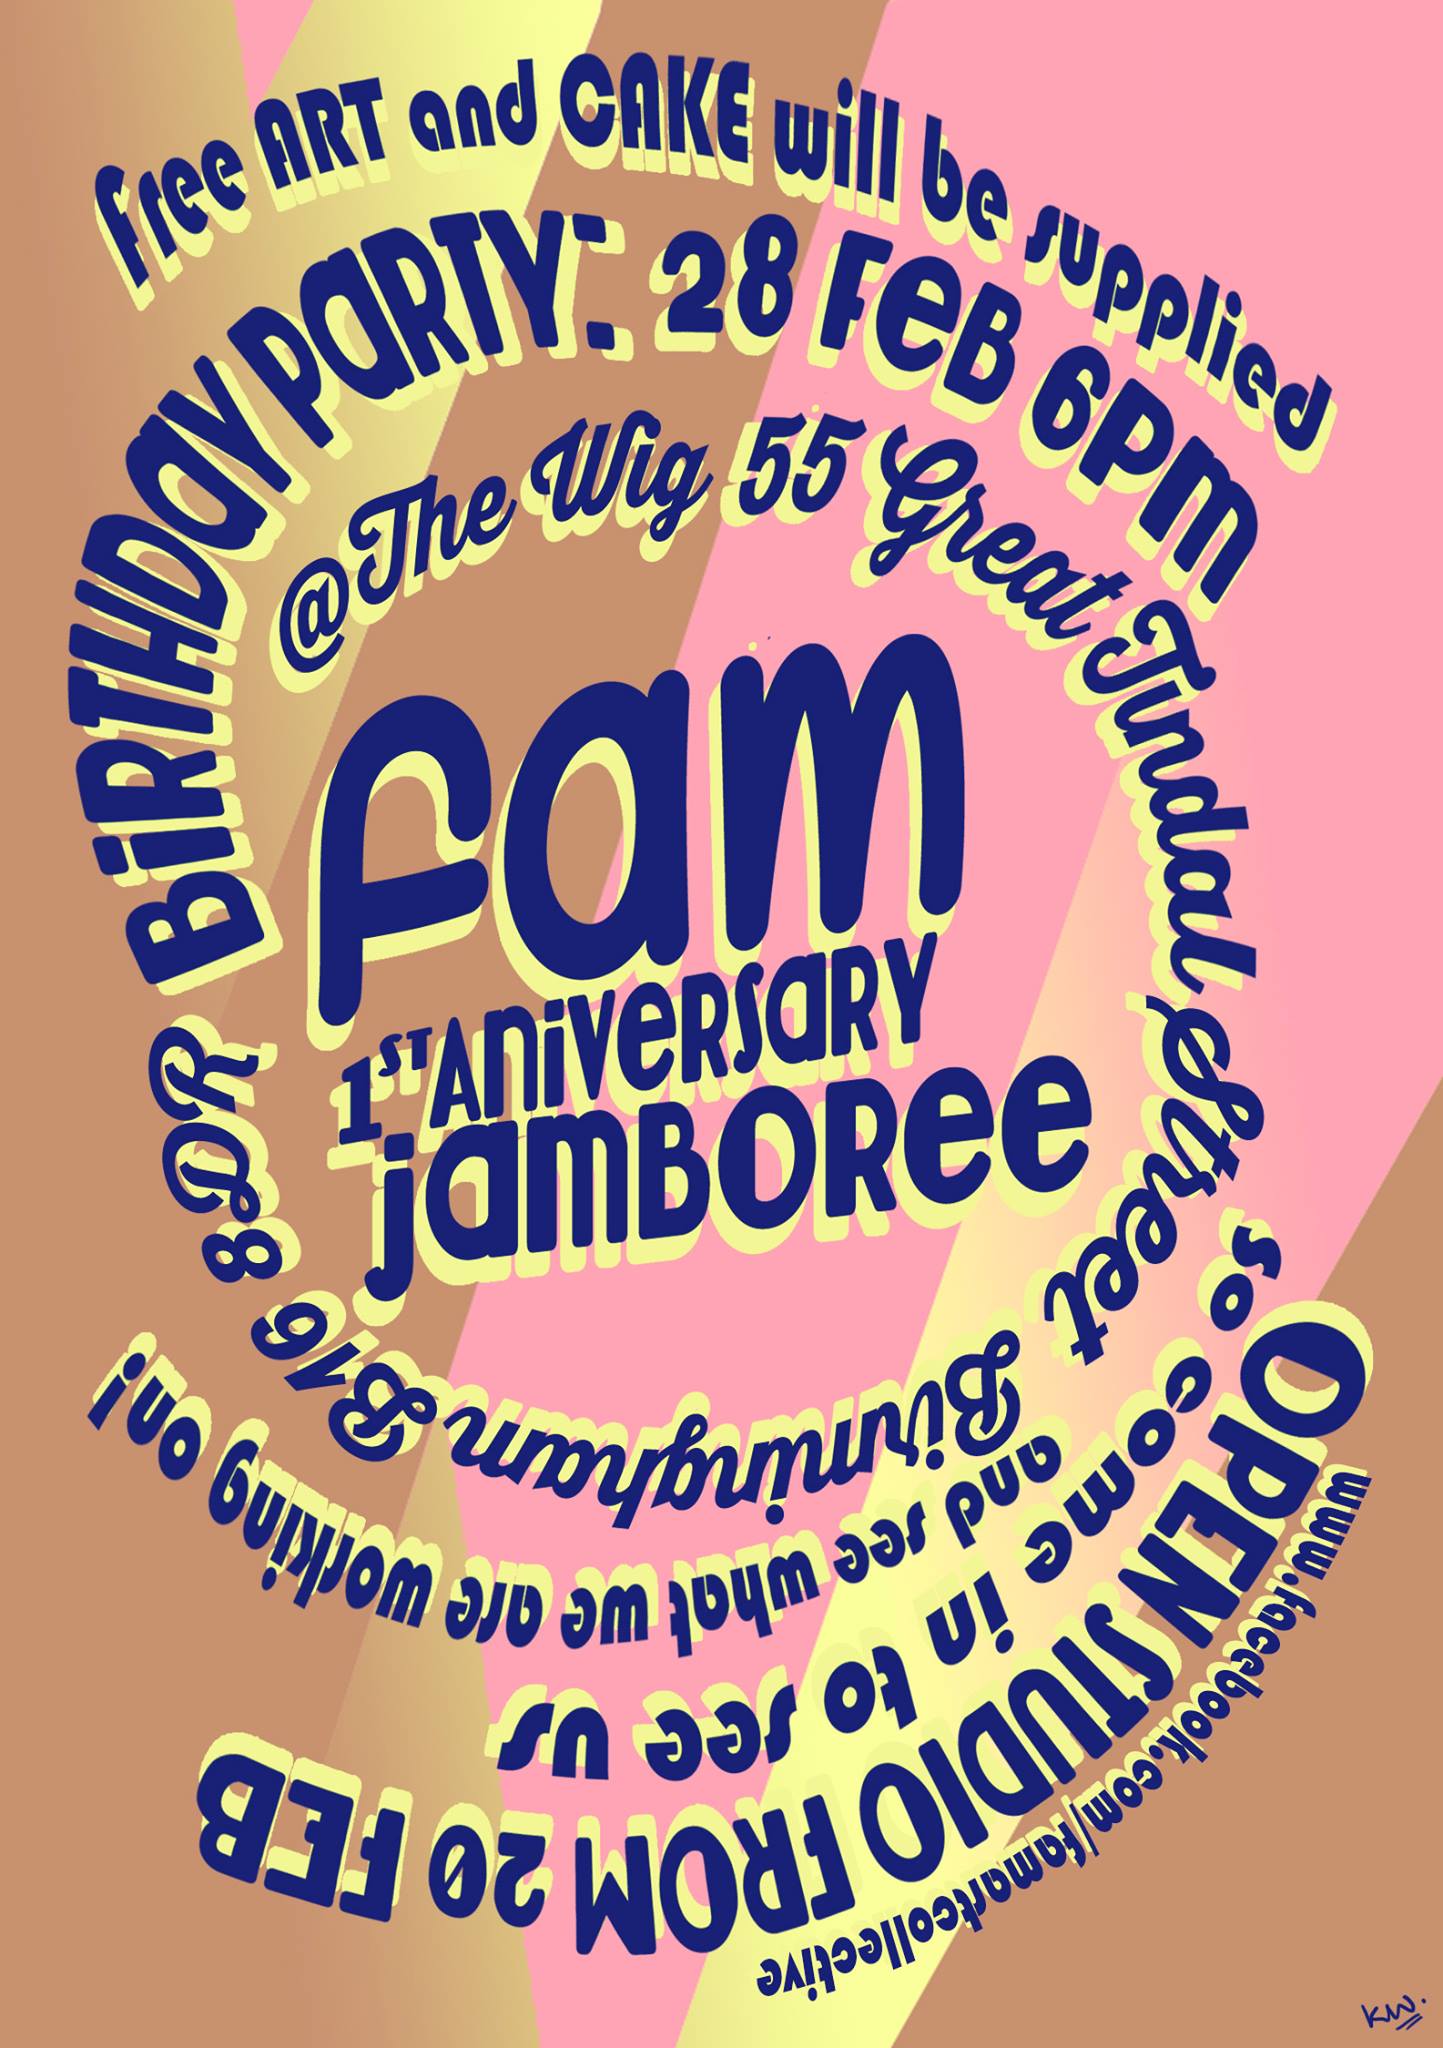 free ART and CAKE will be supplied
BiRTHDay PaRTY: 28 FeB 6PM
@ The Wig 55 Great Tindal Street Birmingham B16 8DR
Fam
1ST Aniversary
jamboree
so come in to see us
and see what we are working on!
OPEN STUDIO FROM 20 FEB
www.facebook.com/famartcollective
KW.